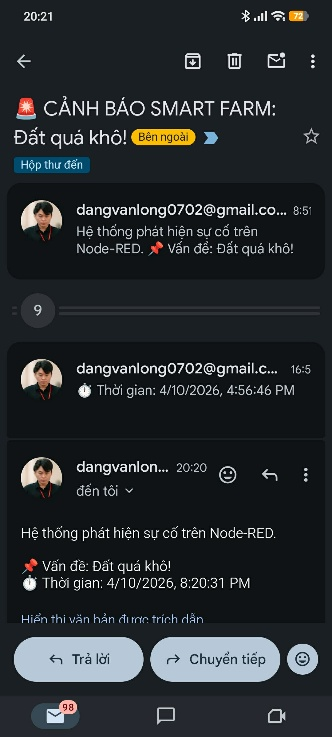 20:21
72
🚨 CẢNH BÁO SMART FARM:
Đất quá khô! Bên ngoài
Hộp thư đến
dangvanlong0702@gmail.co... 8:51
Hệ thống phát hiện sự cố trên
Node-RED. 📌 Vấn đề: Đất quá khô!
9
dangvanlong0702@gmail.c... 16:5
⏱️ Thời gian: 4/10/2026, 4:56:46 PM
dangvanlon... 20:20
đến tôi
Hệ thống phát hiện sự cố trên Node-RED.
📌 Vấn đề: Đất quá khô!
⏱️ Thời gian: 4/10/2026, 8:20:31 PM
Hiển thị văn bản được trích dẫn
Trả lời
Chuyển tiếp
98